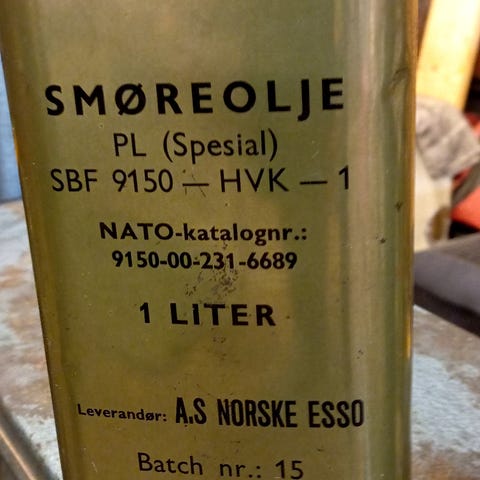 SMØREOLJE
PL (Spesial)
SBF 9150 — HVK — 1
NATO-katalognr.:
9150-00-231-6689
1 LITER
Leverandør: A.S NORSKE ESSO
Batch nr.: 15